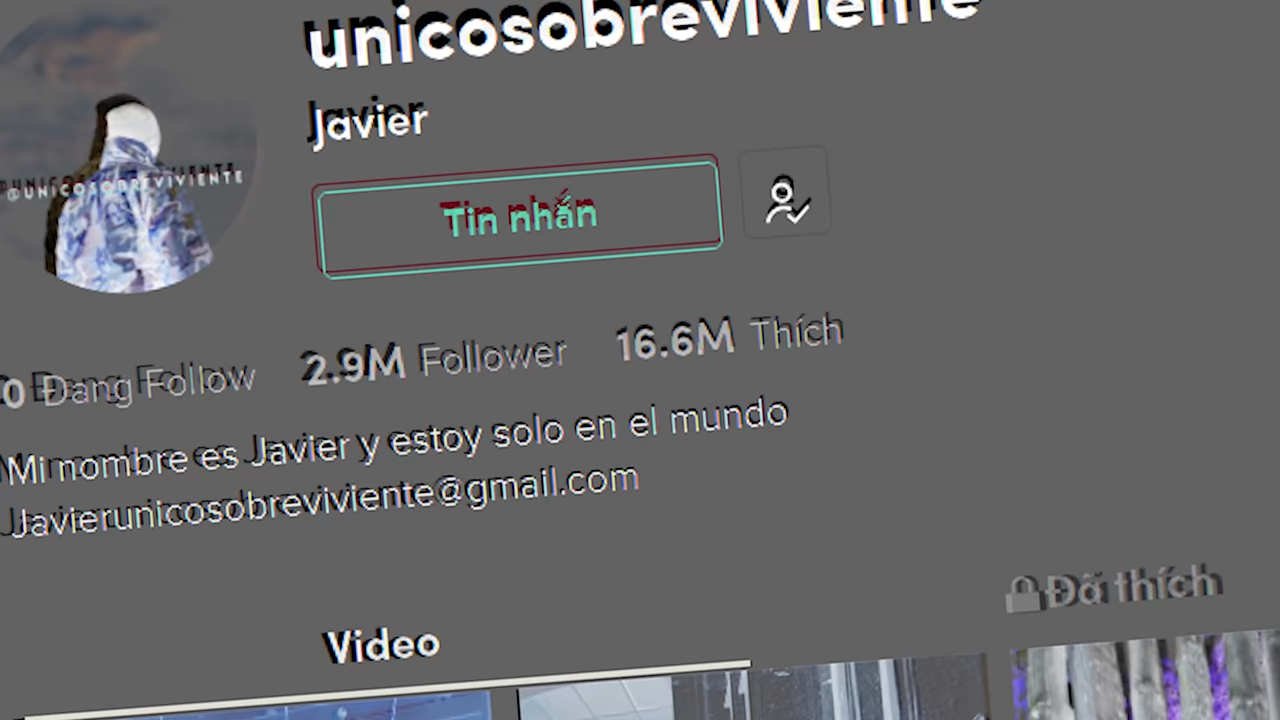 unicosobreviviente
Javier
@UNICOSOBREVIVIENTE
Tin nhắn
0 Đang Follow 2.9M Follower 16.6M Thích
Mi nombre es Javier y estoy solo en el mundo
Javierunicosobreviviente@gmail.com
Video
Đã thích